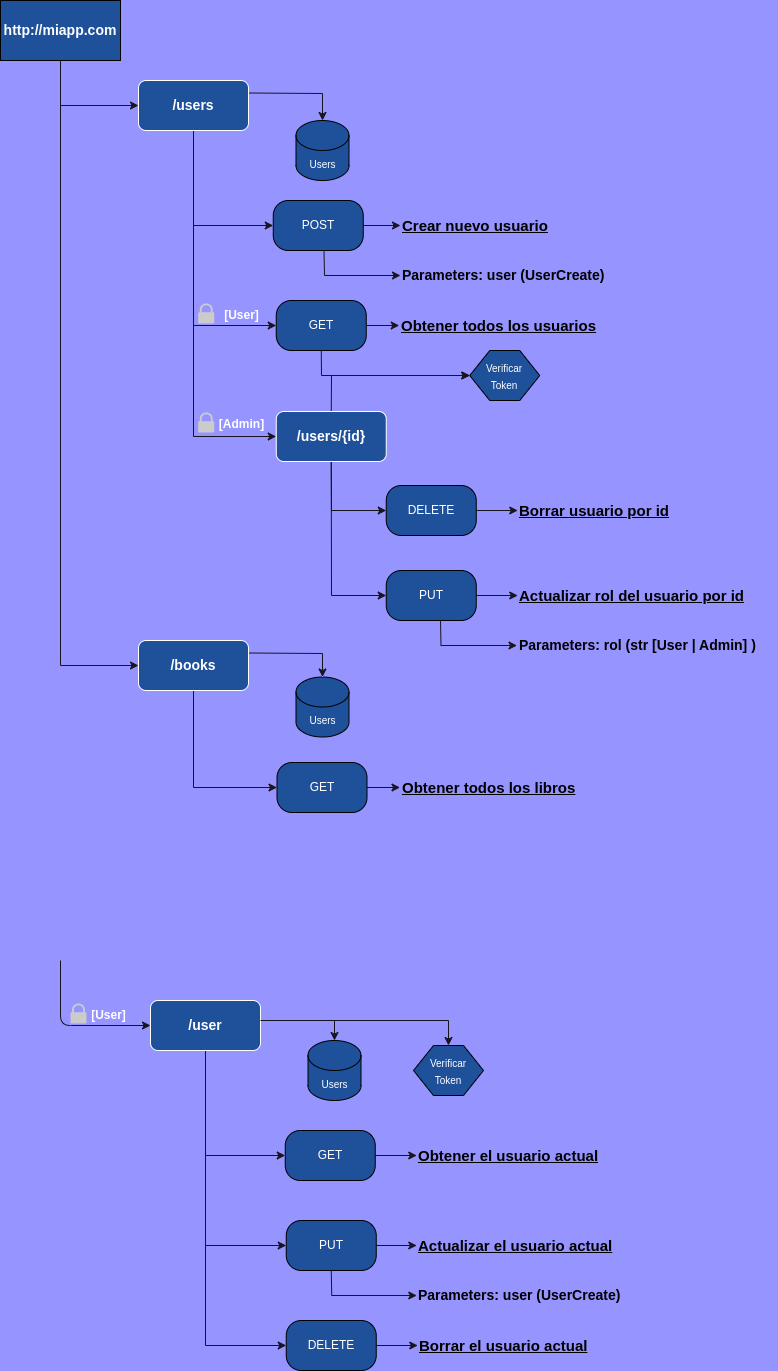 http://miapp.com
/users
Users
POST
Crear nuevo usuario
Parameters: user (UserCreate)
[User]
GET
Obtener todos los usuarios
Verificar
Token
[Admin]
/users/{id}
DELETE
Borrar usuario por id
PUT
Actualizar rol del usuario por id
Parameters: rol (str [User | Admin] )
/books
Users
GET
Obtener todos los libros
[User]
/user
Users
Verificar
Token
GET
Obtener el usuario actual
PUT
Actualizar el usuario actual
Parameters: user (UserCreate)
DELETE
Borrar el usuario actual